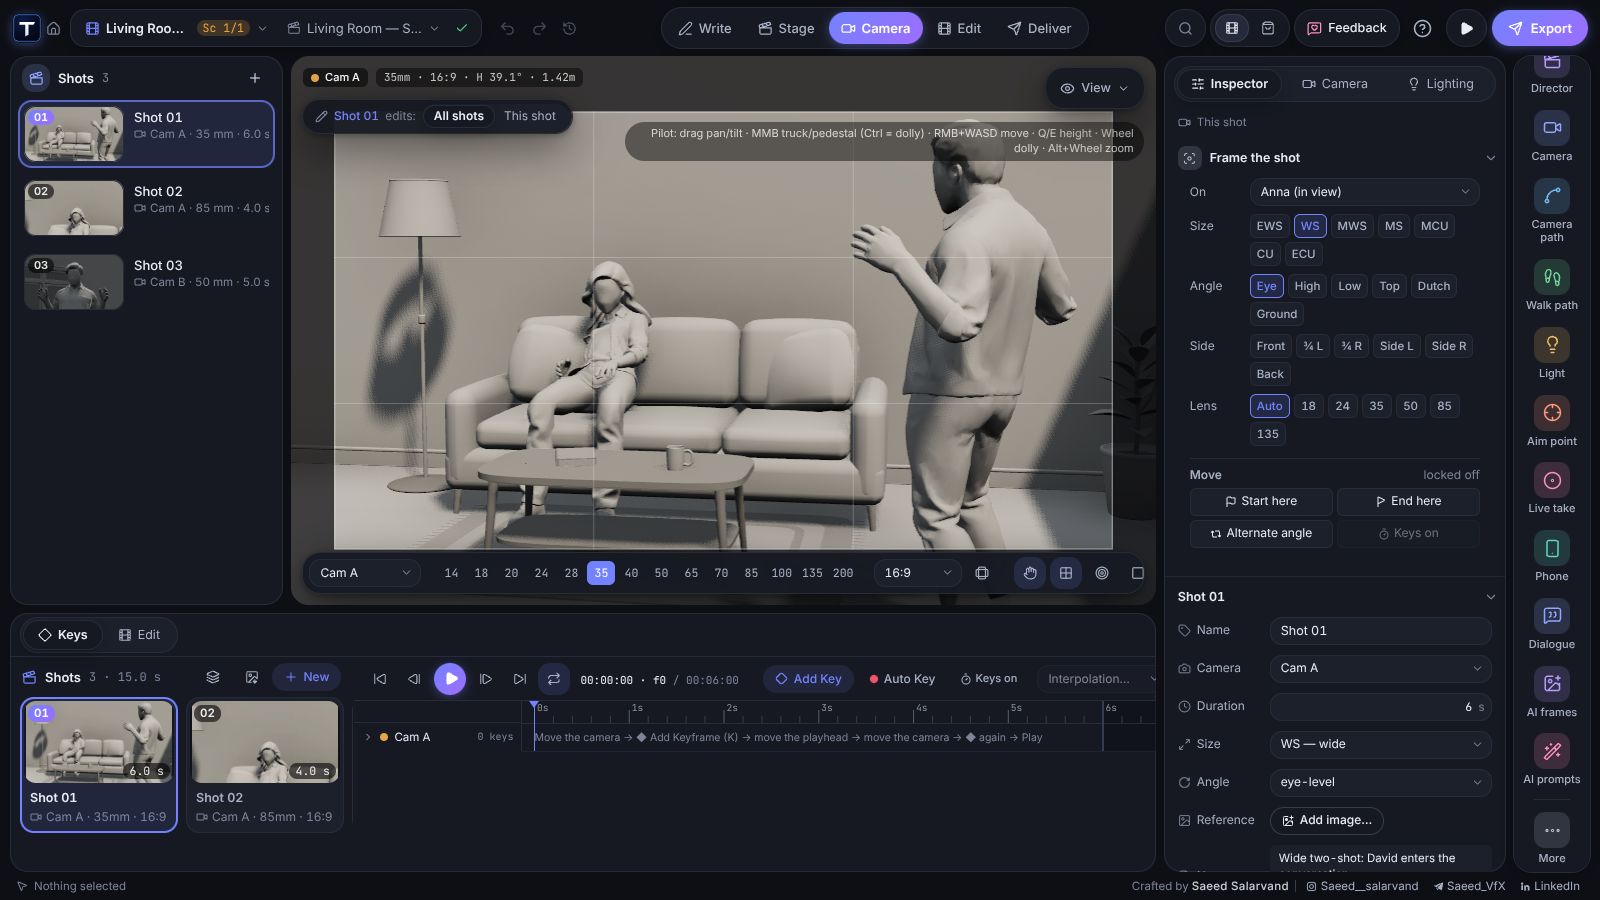 T
Living Roo...
Sc 1/1
Living Room — S...
Write
Stage
Camera
Edit
Deliver
Feedback
Export
Shots 3
01
Shot 01
Cam A · 35 mm · 6.0 s
02
Shot 02
Cam A · 85 mm · 4.0 s
03
Shot 03
Cam B · 50 mm · 5.0 s
Cam A
35mm · 16:9 · H 39.1° · 1.42m
Shot 01 edits: All shots This shot
View
Pilot: drag pan/tilt · MMB truck/pedestal (Ctrl = dolly) · RMB+WASD move · Q/E height · Wheel
dolly · Alt+Wheel zoom
Cam A
14 18 20 24 28 35 40 50 65 70 85 100 135 200
16:9
Keys
Edit
Shots 3 · 15.0 s
New
00:00:00 · f0 / 00:06:00
Add Key
Auto Key
Keys on
Interpolation...
01
6.0 s
Shot 01
Cam A · 35mm · 16:9
02
4.0 s
Shot 02
Cam A · 85mm · 16:9
0s 1s 2s 3s 4s 5s 6s
Cam A
0 keys
Move the camera → ◆ Add Keyframe (K) → move the playhead → move the camera → ◆ again → Play
Inspector
Camera
Lighting
This shot
Frame the shot
On
Anna (in view)
Size
EWS WS MWS MS MCU
CU ECU
Angle
Eye High Low Top Dutch
Ground
Side
Front ¾ L ¾ R Side L Side R
Back
Lens
Auto 18 24 35 50 85
135
Move
locked off
Start here
End here
Alternate angle
Keys on
Shot 01
Name
Shot 01
Camera
Cam A
Duration
6 s
Size
WS — wide
Angle
eye-level
Reference
Add image...
Wide two-shot: David enters the
Director
Camera
Camera
path
Walk path
Light
Aim point
Live take
Phone
Dialogue
AI frames
AI prompts
More
Nothing selected
Crafted by Saeed Salarvand
Saeed__salarvand
Saeed_VfX
LinkedIn